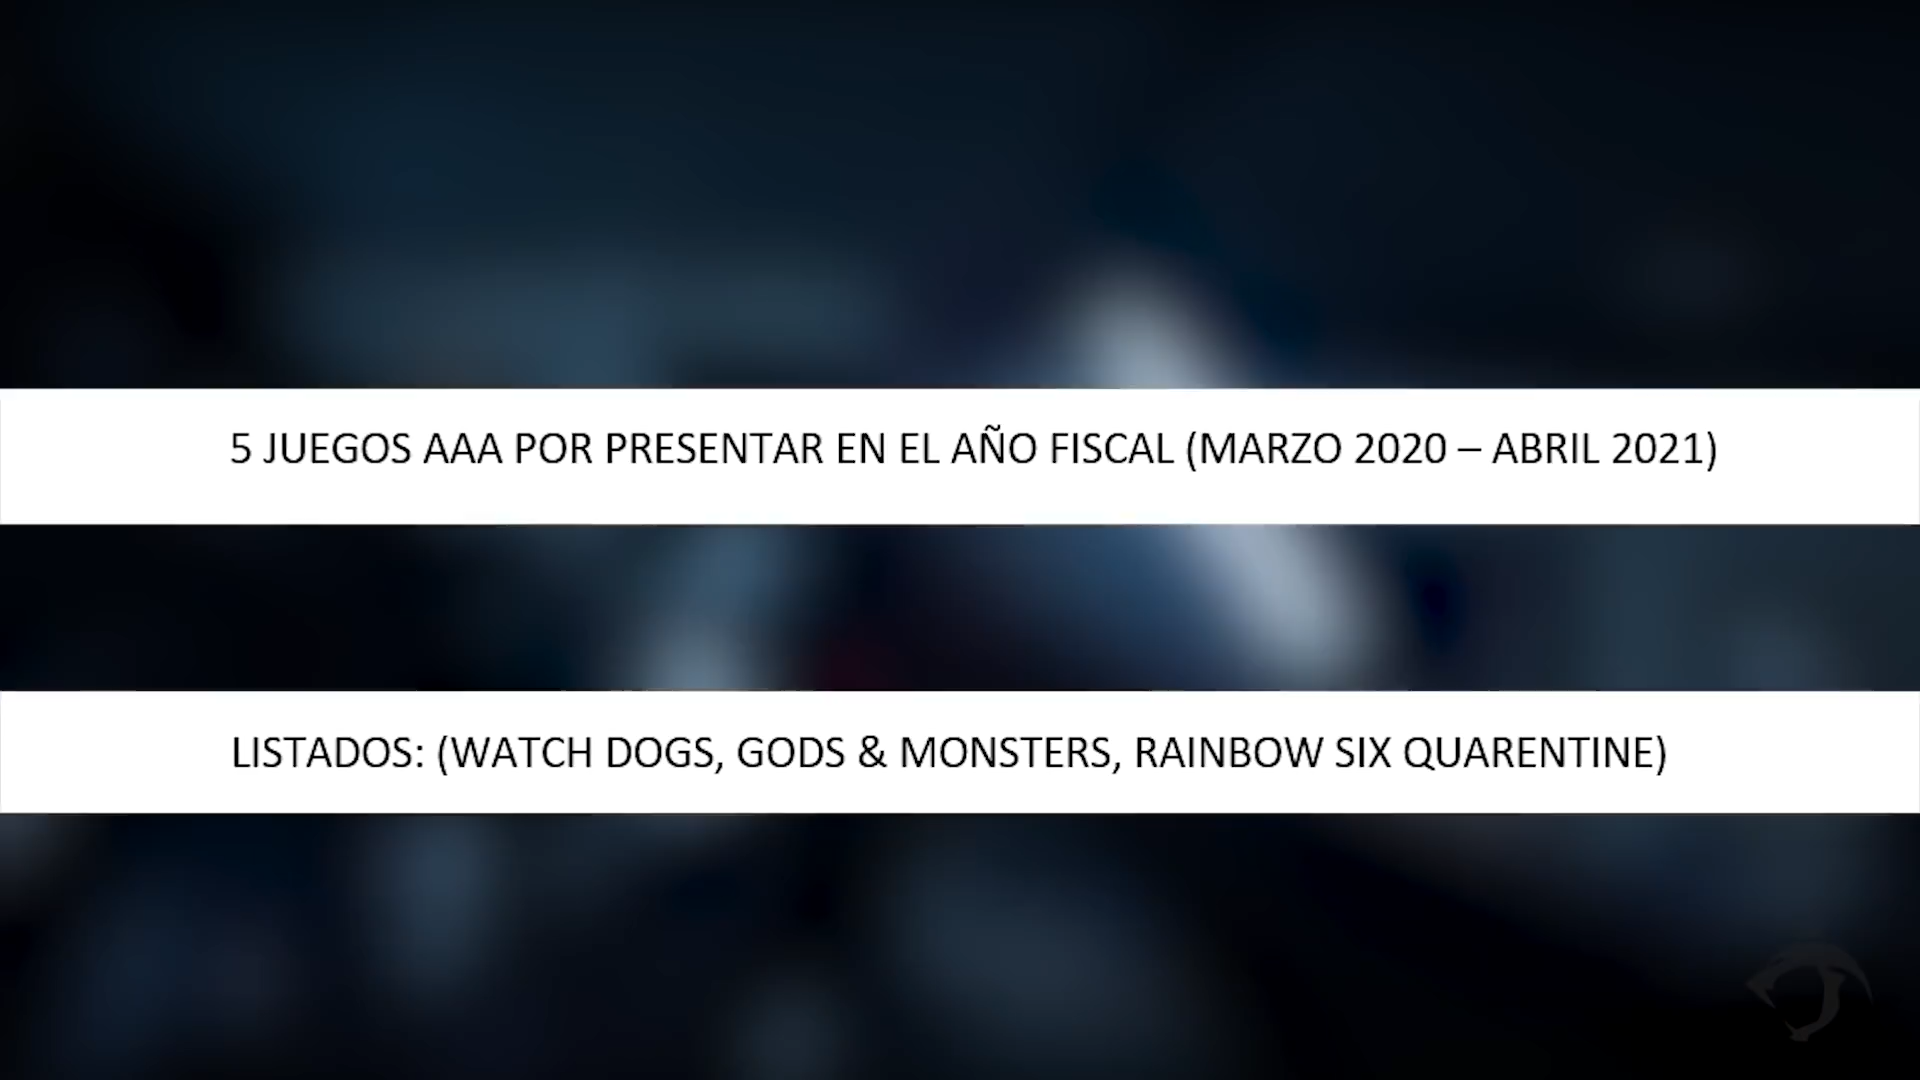 5 JUEGOS AAA POR PRESENTAR EN EL AÑO FISCAL (MARZO 2020 – ABRIL 2021)
LISTADOS: (WATCH DOGS, GODS & MONSTERS, RAINBOW SIX QUARENTINE)